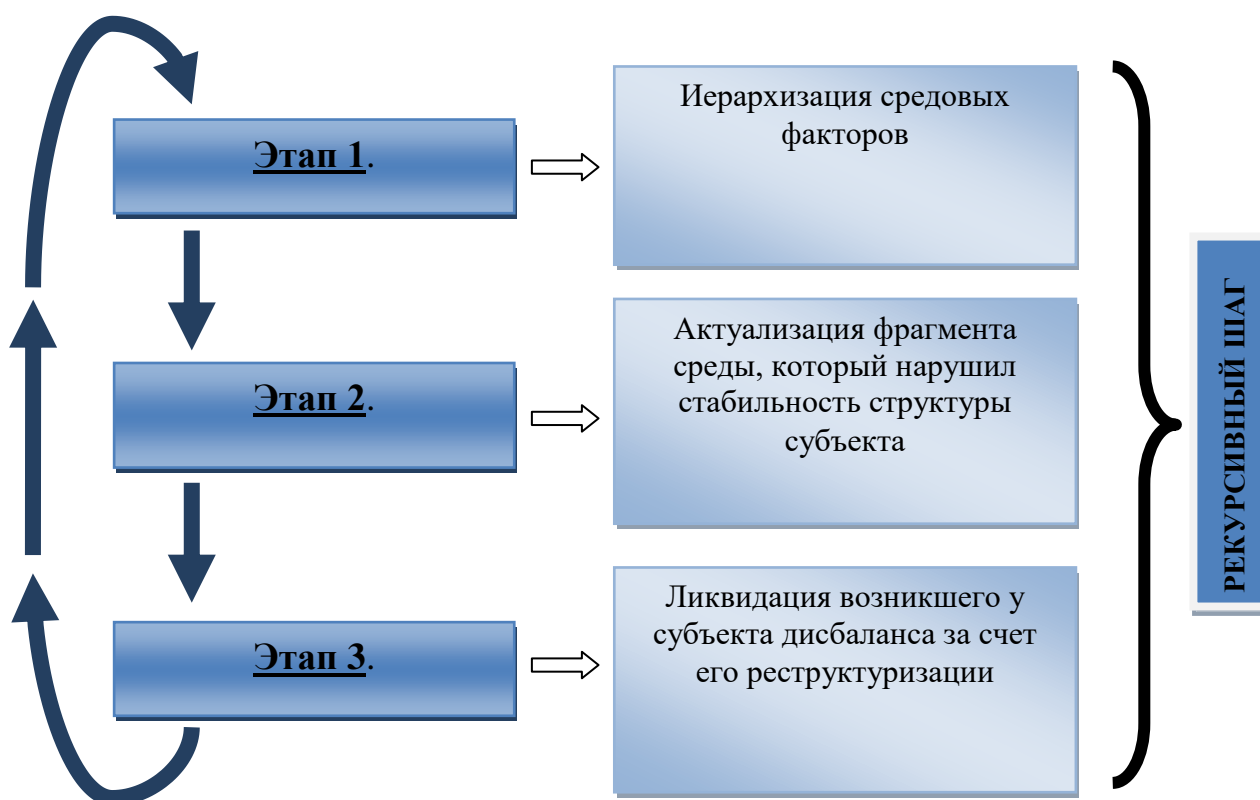 Этап 1.
Иерархизация средовых
факторов
Этап 2.
Актуализация фрагмента
среды, который нарушил
стабильность структуры
субъекта
Этап 3.
Ликвидация возникшего у
субъекта дисбаланса за счет
его реструктуризации
РЕКУРСИВНЫЙ ШАГ